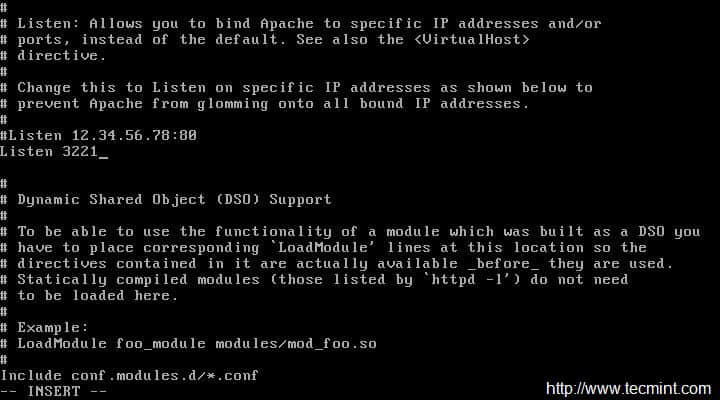 #
# Listen: Allows you to bind Apache to specific IP addresses and/or
# ports, instead of the default. See also the <VirtualHost>
# directive.
#
# Change this to Listen on specific IP addresses as shown below to
# prevent Apache from glomming onto all bound IP addresses.
#
#Listen 12.34.56.78:80
Listen 3221_
#
# Dynamic Shared Object (DSO) Support
#
# To be able to use the functionality of a module which was built as a DSO you
# have to place corresponding `LoadModule' lines at this location so the
# directives contained in it are actually available _before_ they are used.
# Statically compiled modules (those listed by `httpd -l') do not need
# to be loaded here.
#
# Example:
# LoadModule foo_module modules/mod_foo.so
#
Include conf.modules.d/*.conf
-- INSERT --
http://www.tecmint.com